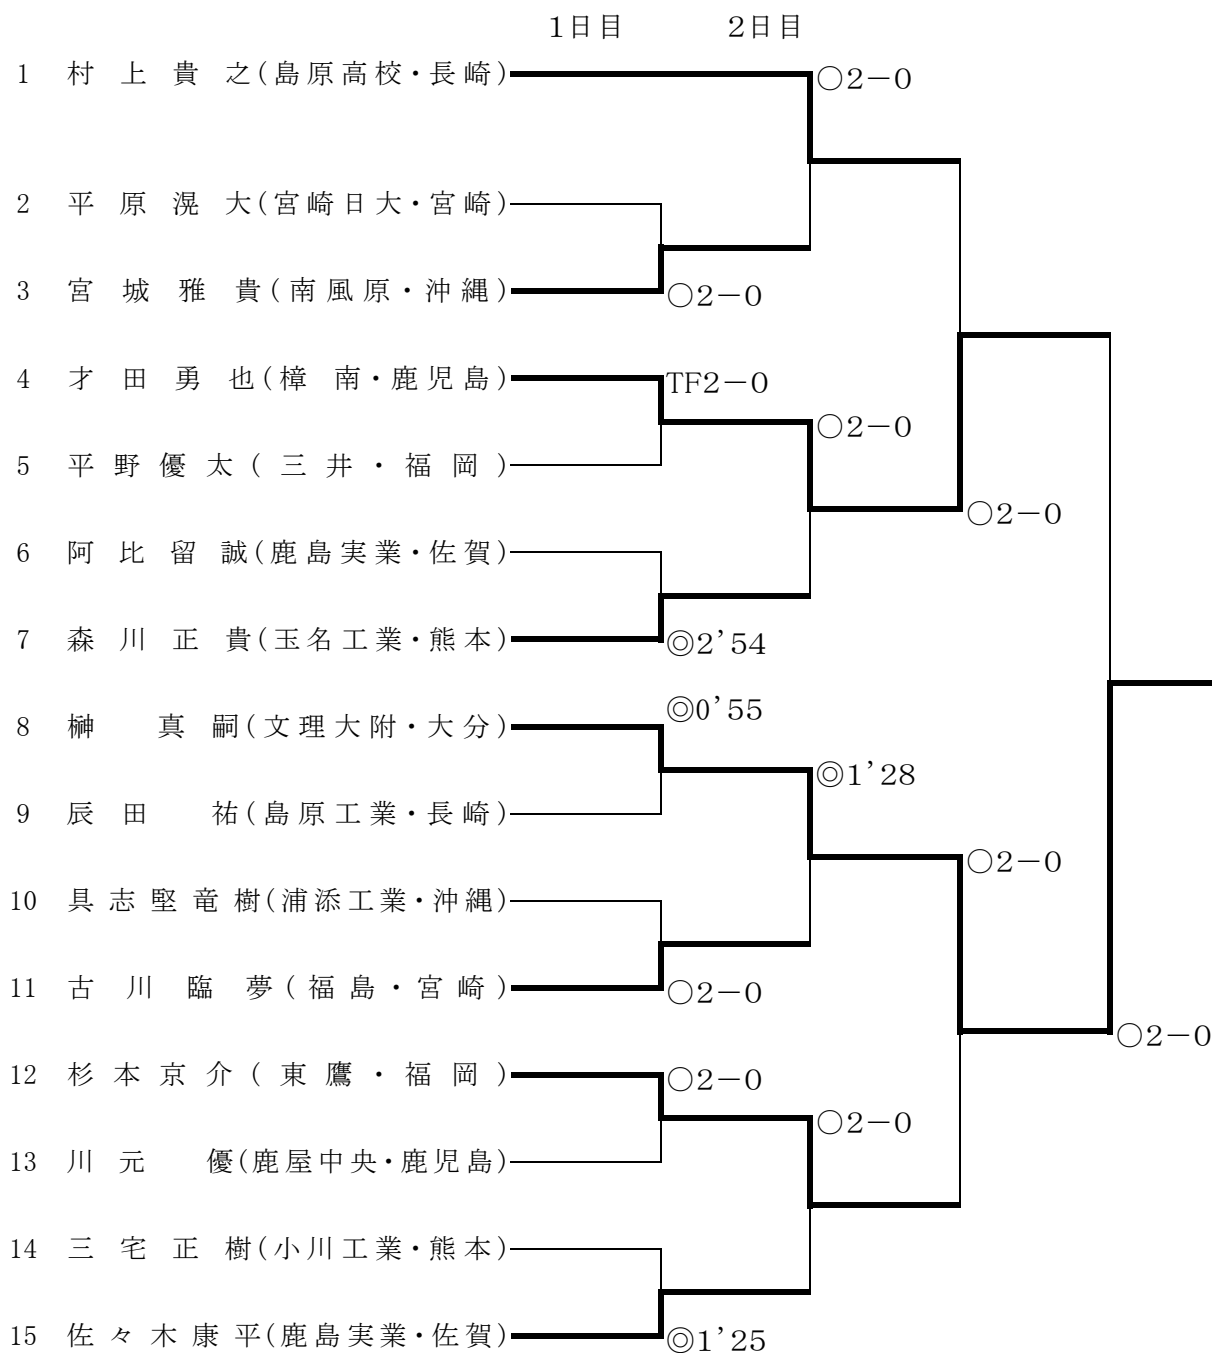 1日目 2日目
1 村上貴之(島原高校・長崎) ○2－0
2 平原滉大(宮崎日大・宮崎)
3 宮城雅貴(南風原・沖縄) ○2－0
4 才田勇也(樟南・鹿児島) TF2－0
○2－0
5 平野優太(三井・福岡)
○2－0
6 阿比留誠(鹿島実業・佐賀)
7 森川正貴(玉名工業・熊本) ◎2’54
◎0’55
8 榊真嗣(文理大附・大分)
◎1’28
9 辰田祐(島原工業・長崎)
○2－0
10 具志堅竜樹(浦添工業・沖縄)
11 古川臨夢(福島・宮崎) ○2－0
○2－0
12 杉本京介(東鷹・福岡) ○2－0
○2－0
13 川元優(鹿屋中央・鹿児島)
14 三宅正樹(小川工業・熊本)
15 佐々木康平(鹿島実業・佐賀) ◎1’25